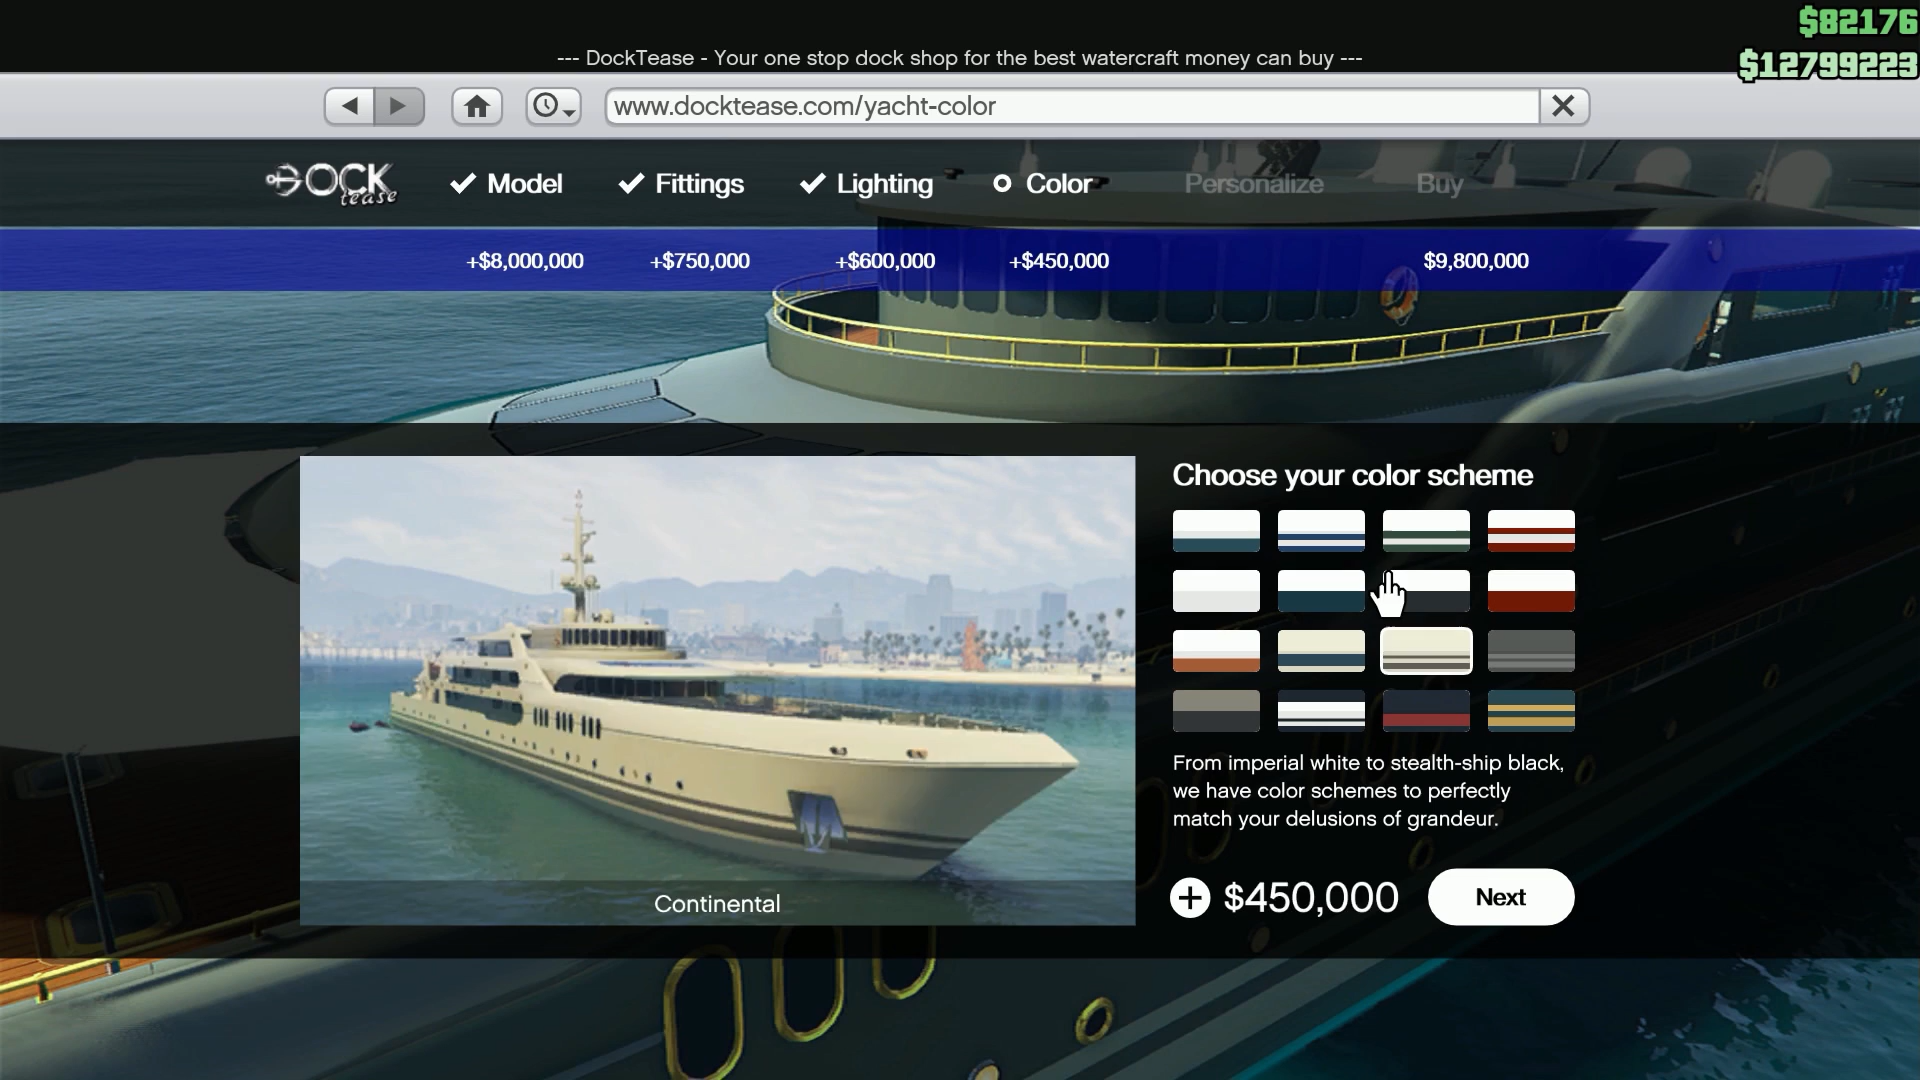 $82176
--- DockTease - Your one stop dock shop for the best watercraft money can buy ---
$12799223
www.docktease.com/yacht-color
DOCK
tease
Model
Fittings
Lighting
Color
Personalize
Buy
+$8,000,000
+$750,000
+$600,000
+$450,000
$9,800,000
Choose your color scheme
From imperial white to stealth-ship black,
we have color schemes to perfectly
match your delusions of grandeur.
Continental
$450,000
Next